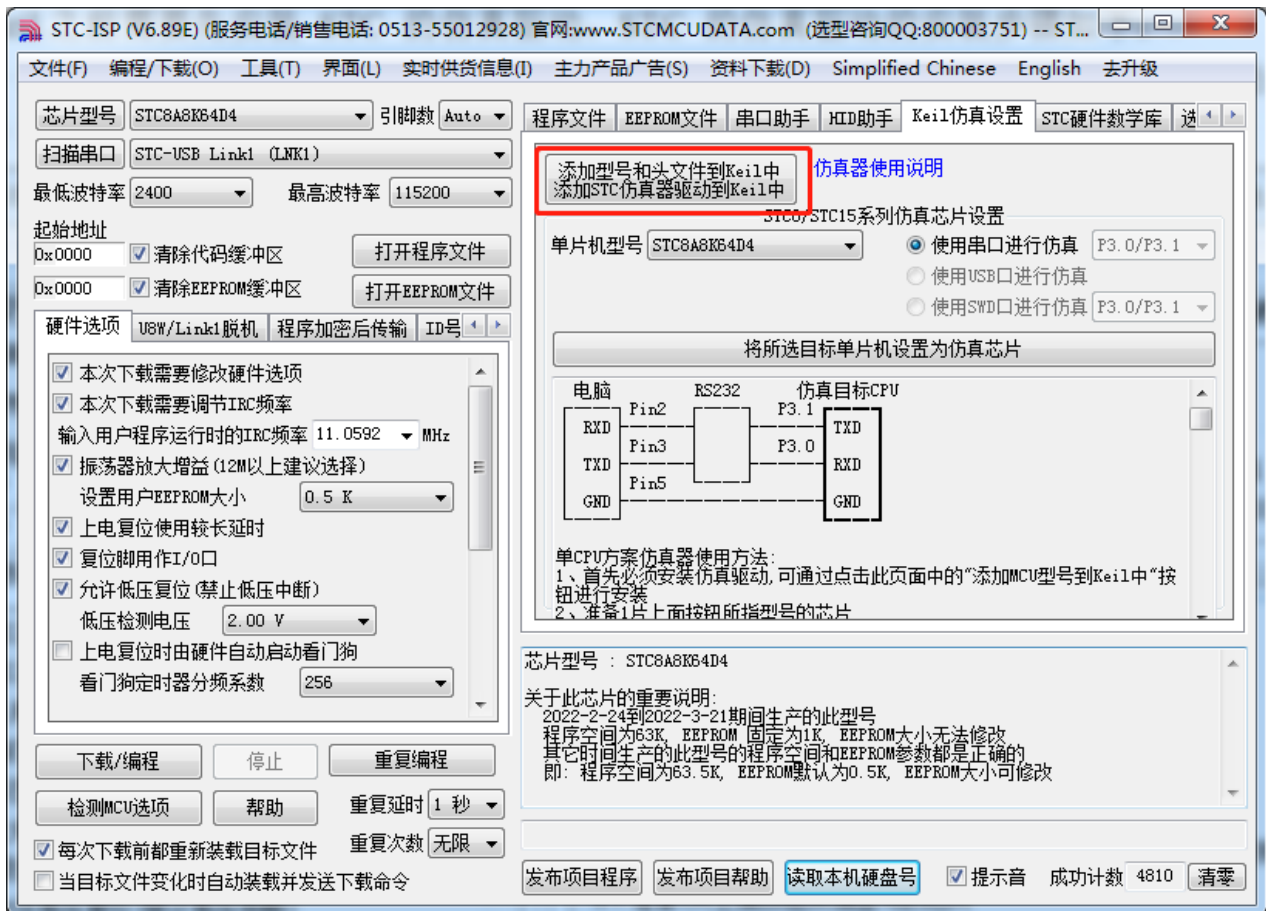 STC-ISP (V6.89E) (服务电话/销售电话: 0513-55012928) 官网:www.STCMCUDATA.com (选型咨询QQ:800003751) -- ST...
文件(F) 编程/下载(O) 工具(T) 界面(L) 实时供货信息(I) 主力产品广告(S) 资料下载(D) Simplified Chinese English 去升级
芯片型号 STC8A8K64D4 引脚数 Auto
扫描串口 STC-USB Link1 (LNK1)
最低波特率 2400 最高波特率 115200
起始地址
0x0000 清除代码缓冲区 打开程序文件
0x0000 清除EEPROM缓冲区 打开EEPROM文件
硬件选项 U8W/Link1脱机 程序加密后传输 ID号
本次下载需要修改硬件选项
本次下载需要调节IRC频率
输入用户程序运行时的IRC频率 11.0592 MHz
振荡器放大增益(12M以上建议选择)
设置用户EEPROM大小 0.5 K
上电复位使用较长延时
复位脚用作I/O口
允许低压复位(禁止低压中断)
低压检测电压 2.00 V
上电复位时由硬件自动启动看门狗
看门狗定时器分频系数 256
下载/编程 停止 重复编程
检测MCU选项 帮助 重复延时 1 秒
每次下载前都重新装载目标文件 重复次数 无限
当目标文件变化时自动装载并发送下载命令
程序文件 EEPROM文件 串口助手 HID助手 Keil仿真设置 STC硬件数学库 选
添加型号和头文件到Keil中
添加STC仿真器驱动到Keil中
仿真器使用说明
STC8/STC15系列仿真芯片设置
单片机型号 STC8A8K64D4 使用串口进行仿真 P3.0/P3.1
使用USB口进行仿真
使用SWD口进行仿真 P3.0/P3.1
将所选目标单片机设置为仿真芯片
电脑 RS232 仿真目标CPU
Pin2 P3.1
RXD TXD
Pin3 P3.0
TXD RXD
Pin5
GND GND
单CPU方案仿真器使用方法:
1、首先必须安装仿真驱动,可通过点击此页面中的“添加MCU型号到Keil中“按
钮进行安装
2、准备1片上面按钮所指型号的芯片
芯片型号 : STC8A8K64D4
关于此芯片的重要说明:
2022-2-24到2022-3-21期间生产的此型号
程序空间为63K, EEPROM 固定为1K, EEPROM大小无法修改
其它时间生产的此型号的程序空间和EEPROM参数都是正确的
即: 程序空间为63.5K, EEPROM默认为0.5K, EEPROM大小可修改
发布项目程序 发布项目帮助 读取本机硬盘号 提示音 成功计数 4810 清零